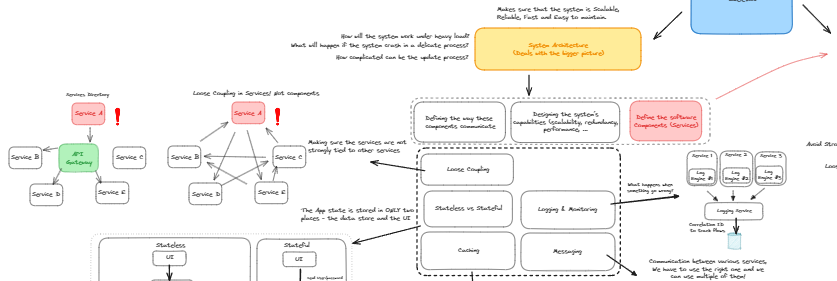 Makes sure that the system is Scalable,
Reliable, Fast and Easy to maintain
How will the system work under heavy load?
What will happen if the system crash in a delicate process?
How complicated can be the update process?
System Architecture
(Deals with the bigger picture)
Services Directory
Service A
Service B
API
Gateway
Service C
Service D
Service E
Loose Coupling in Services! Not components
Service A
Service B
Service C
Service D
Service E
Defining the way these
components communicate
Designing the system's
capabilities (scalability, redundancy,
performance, ...
Define the software
Components (Services)
Making sure the services are not
strongly tied to other services
Loose Coupling
Stateless vs Stateful
Logging & Monitoring
Caching
Messaging
The App state is stored in ONLY two
places - the data store and the UI
Stateless
UI
Stateful
UI
What happens when
something go wrong?
Service 1
Service 2
Service 3
Log
Engine #1
Log
Engine #2
Log
Engine #3
Logging Service
Correlation ID
to track flows
Communication between various services,
We have to use the right one and we
can use multiple of them!
Avoid Stro
Loos